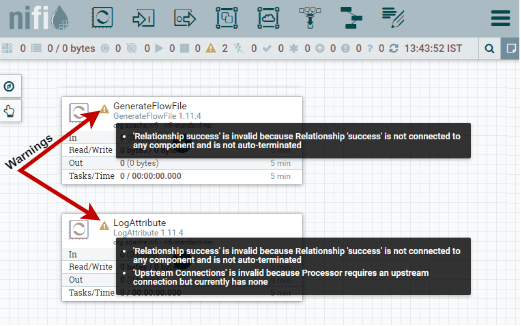 nifi
0 0 / 0 bytes 0 0 0 0 2 0 0 0 0 0 0 13:43:52 IST
Warnings
GenerateFlowFile
GenerateFlowFile 1.11.4
In
Read/Write
Out 0 (0 bytes) 5 min
Tasks/Time 0 / 00:00:00.000 5 min
• 'Relationship success' is invalid because Relationship 'success' is not connected to
any component and is not auto-terminated
LogAttribute
LogAttribute 1.11.4
In
Read/Write
Out
Tasks/Time 0 / 00:00:00.000 5 min
• 'Relationship success' is invalid because Relationship 'success' is not connected to
any component and is not auto-terminated
• 'Upstream Connections' is invalid because Processor requires an upstream
connection but currently has none